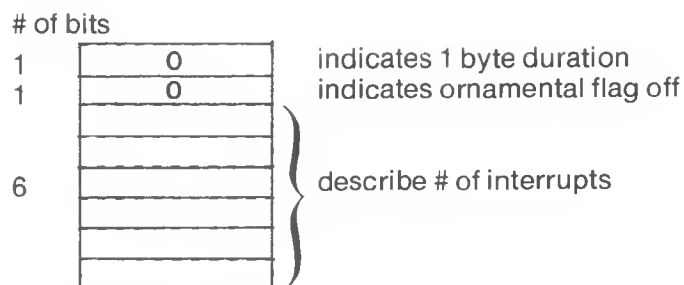 # of bits
1 0 indicates 1 byte duration
1 0 indicates ornamental flag off
6 describe # of interrupts